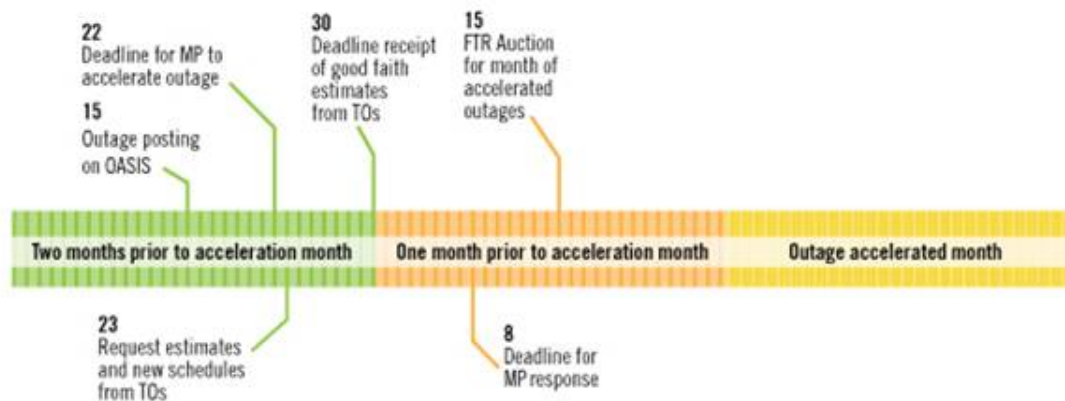 22
Deadline for MP to
accelerate outage
15
Outage posting
on OASIS
30
Deadline receipt
of good faith
estimates
from TOs
15
FTR Auction
for month of
accelerated
outages
Two months prior to acceleration month
One month prior to acceleration month
Outage accelerated month
23
Request estimates
and new schedules
from TOs
8
Deadline for
MP response